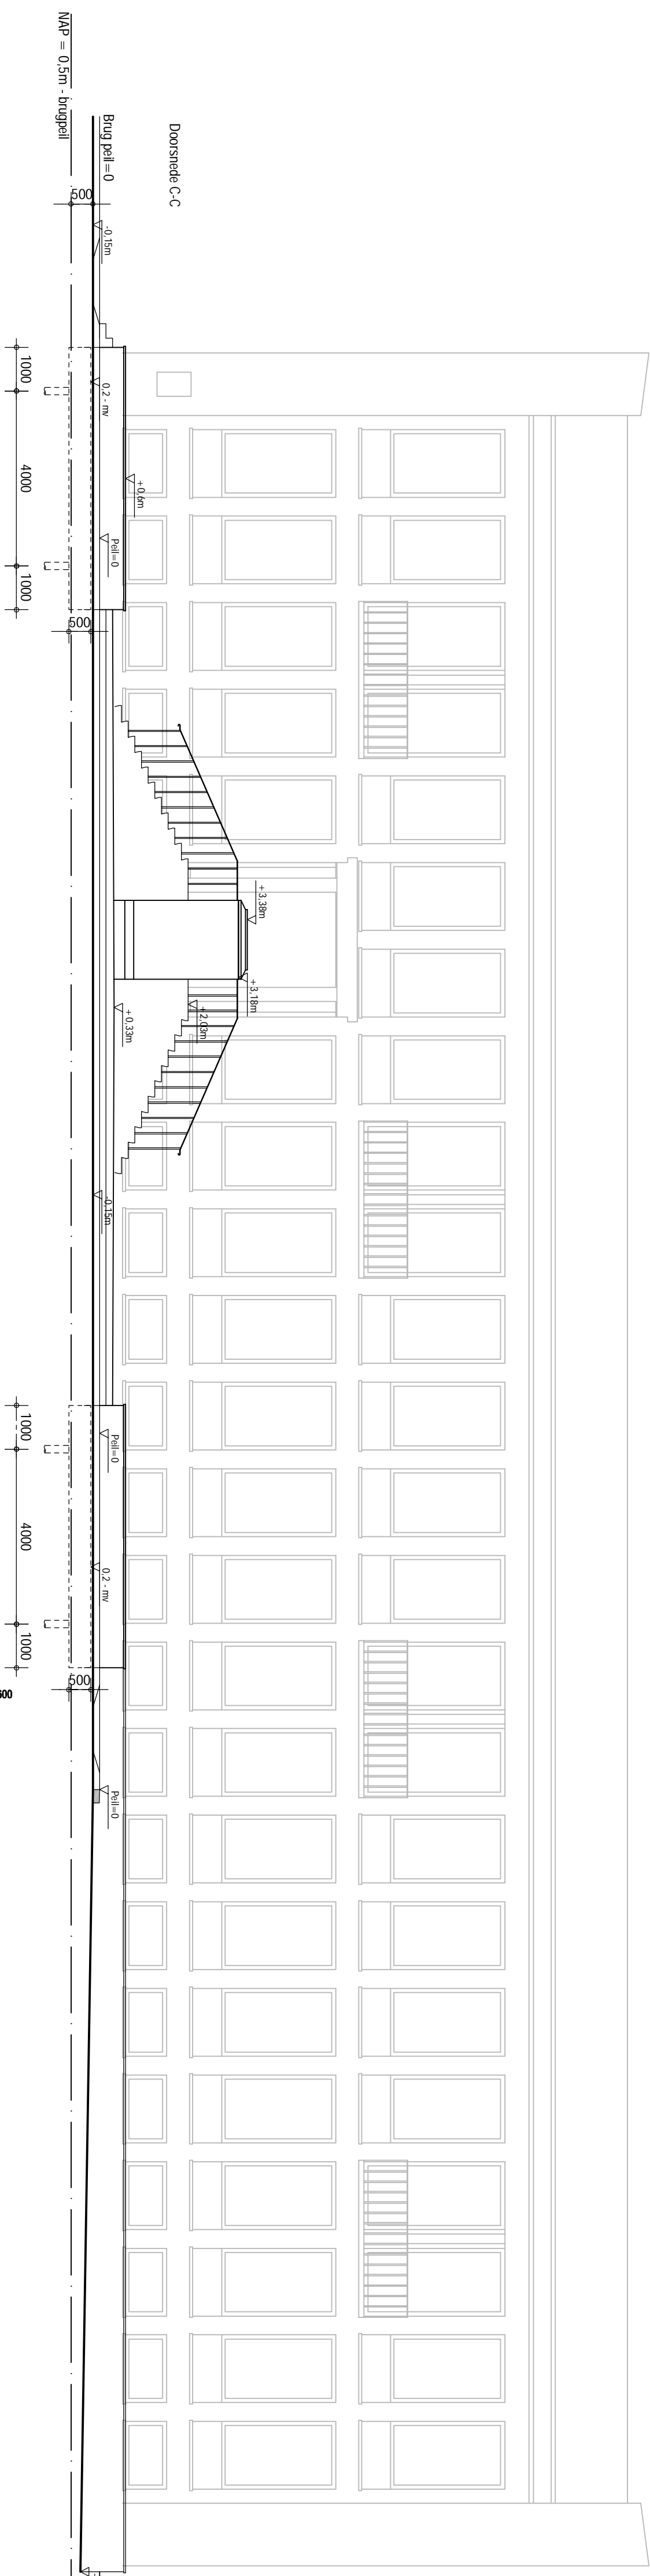 Doorsnede C-C
Brug peil=0
NAP = 0,5m - brugpeil
500
-0,15m
0,2 - mv
+0,6m
Peil=0
500
1000
4000
1000
+3,38m
+3,18m
+2,03m
+0,33m
-0,15m
Peil=0
0,2 - mv
1000
4000
1000
500
Peil=0